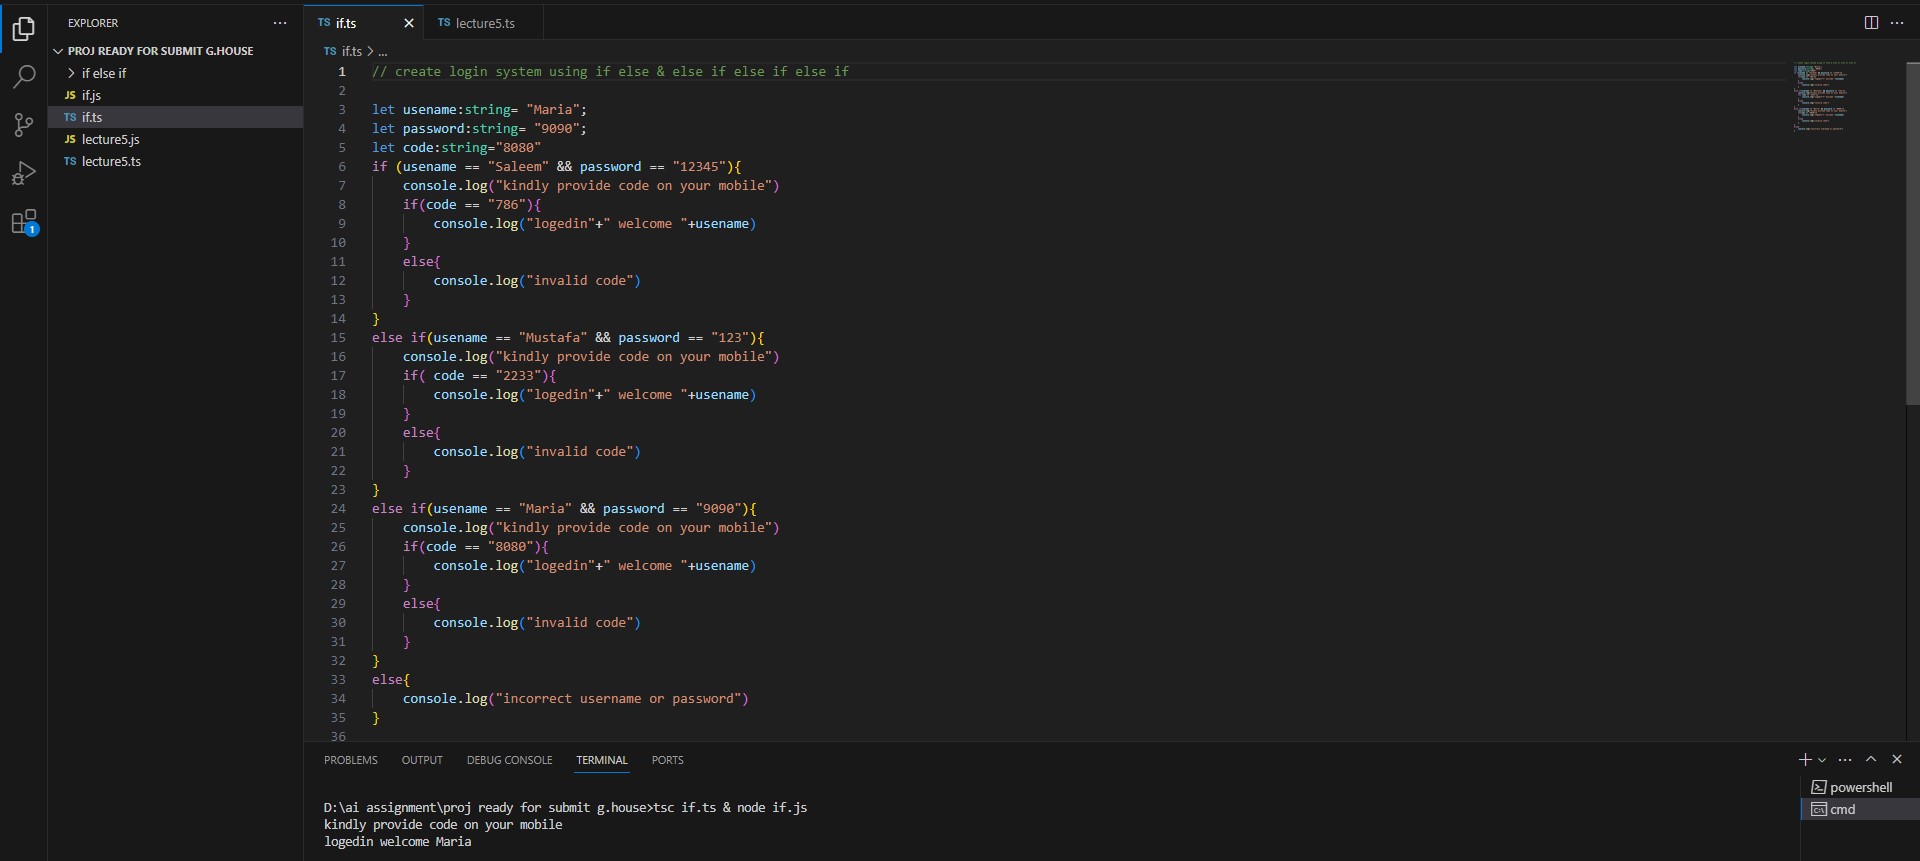 EXPLORER
PROJ READY FOR SUBMIT G.HOUSE
if else if
JS if.js
TS if.ts
JS lecture5.js
TS lecture5.ts
1
TS if.ts
TS lecture5.ts
TS if.ts > ...
1 // create login system using if else & else if else if else if
2
3 let usename:string= "Maria";
4 let password:string= "9090";
5 let code:string="8080"
6 if (usename == "Saleem" && password == "12345"){
7 console.log("kindly provide code on your mobile")
8 if(code == "786"){
9 console.log("logedin"+" welcome "+usename)
10 }
11 else{
12 console.log("invalid code")
13 }
14 }
15 else if(usename == "Mustafa" && password == "123"){
16 console.log("kindly provide code on your mobile")
17 if( code == "2233"){
18 console.log("logedin"+" welcome "+usename)
19 }
20 else{
21 console.log("invalid code")
22 }
23 }
24 else if(usename == "Maria" && password == "9090"){
25 console.log("kindly provide code on your mobile")
26 if(code == "8080"){
27 console.log("logedin"+" welcome "+usename)
28 }
29 else{
30 console.log("invalid code")
31 }
32 }
33 else{
34 console.log("incorrect username or password")
35 }
36
PROBLEMS OUTPUT DEBUG CONSOLE TERMINAL PORTS
D:\ai assignment\proj ready for submit g.house>tsc if.ts & node if.js
kindly provide code on your mobile
logedin welcome Maria
powershell
cmd